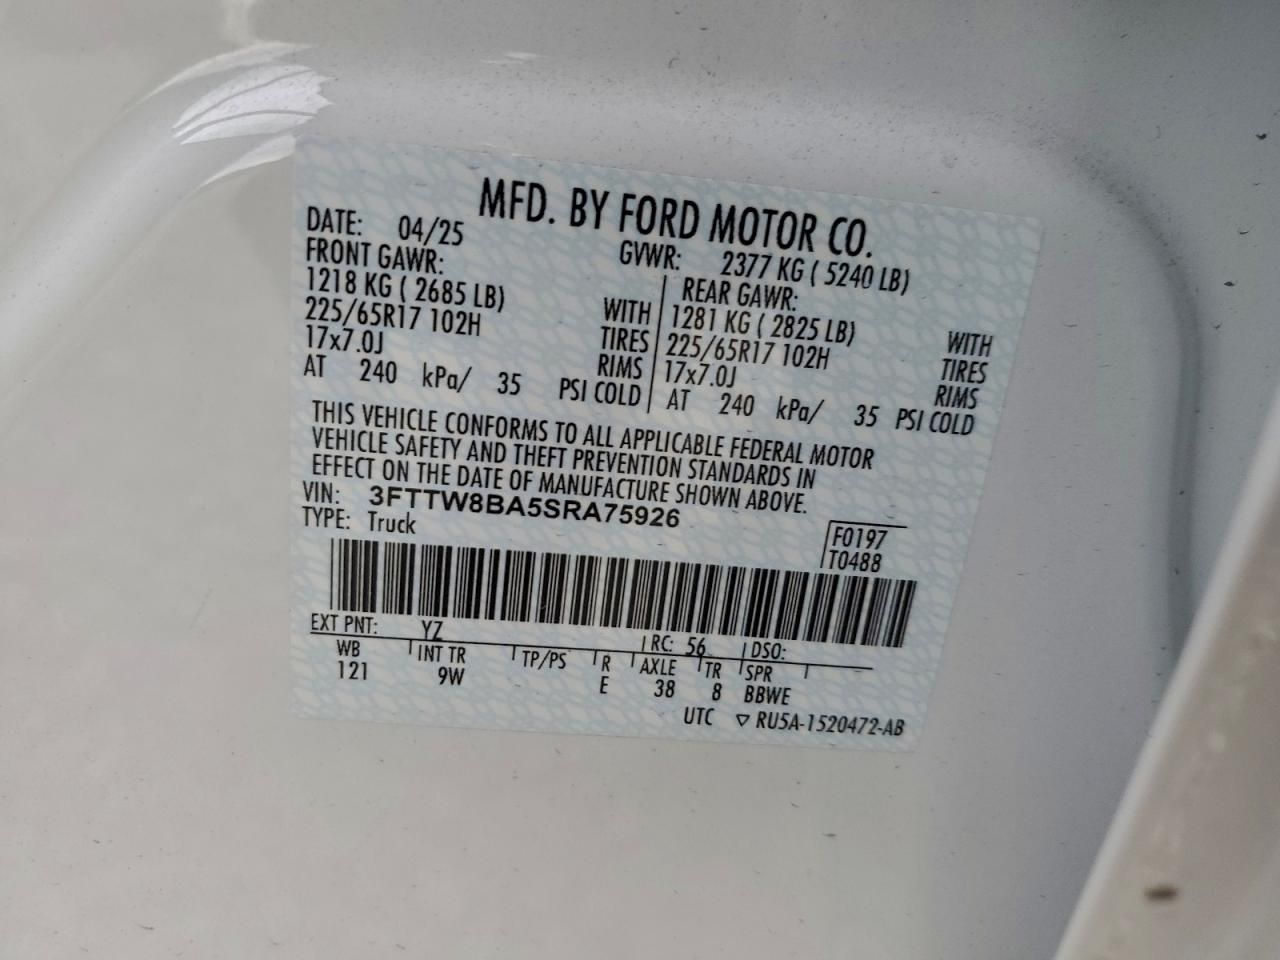 MFD. BY FORD MOTOR CO.
DATE: 04/25 GVWR: 2377 KG ( 5240 LB)
FRONT GAWR: REAR GAWR:
1218 KG ( 2685 LB) WITH 1281 KG ( 2825 LB) WITH
225/65R17 102H TIRES 225/65R17 102H TIRES
17x7.0J RIMS 17x7.0J RIMS
AT 240 kPa/ 35 PSI COLD AT 240 kPa/ 35 PSI COLD
THIS VEHICLE CONFORMS TO ALL APPLICABLE FEDERAL MOTOR
VEHICLE SAFETY AND THEFT PREVENTION STANDARDS IN
EFFECT ON THE DATE OF MANUFACTURE SHOWN ABOVE.
VIN: 3FTTW8BA5SRA75926
TYPE: Truck
F0197
T0488
EXT PNT: YZ RC: 56 DSO:
WB INT TR TP/PS R AXLE TR SPR
121 9W E 38 8 BBWE
UTC ▽ RU5A-1520472-AB